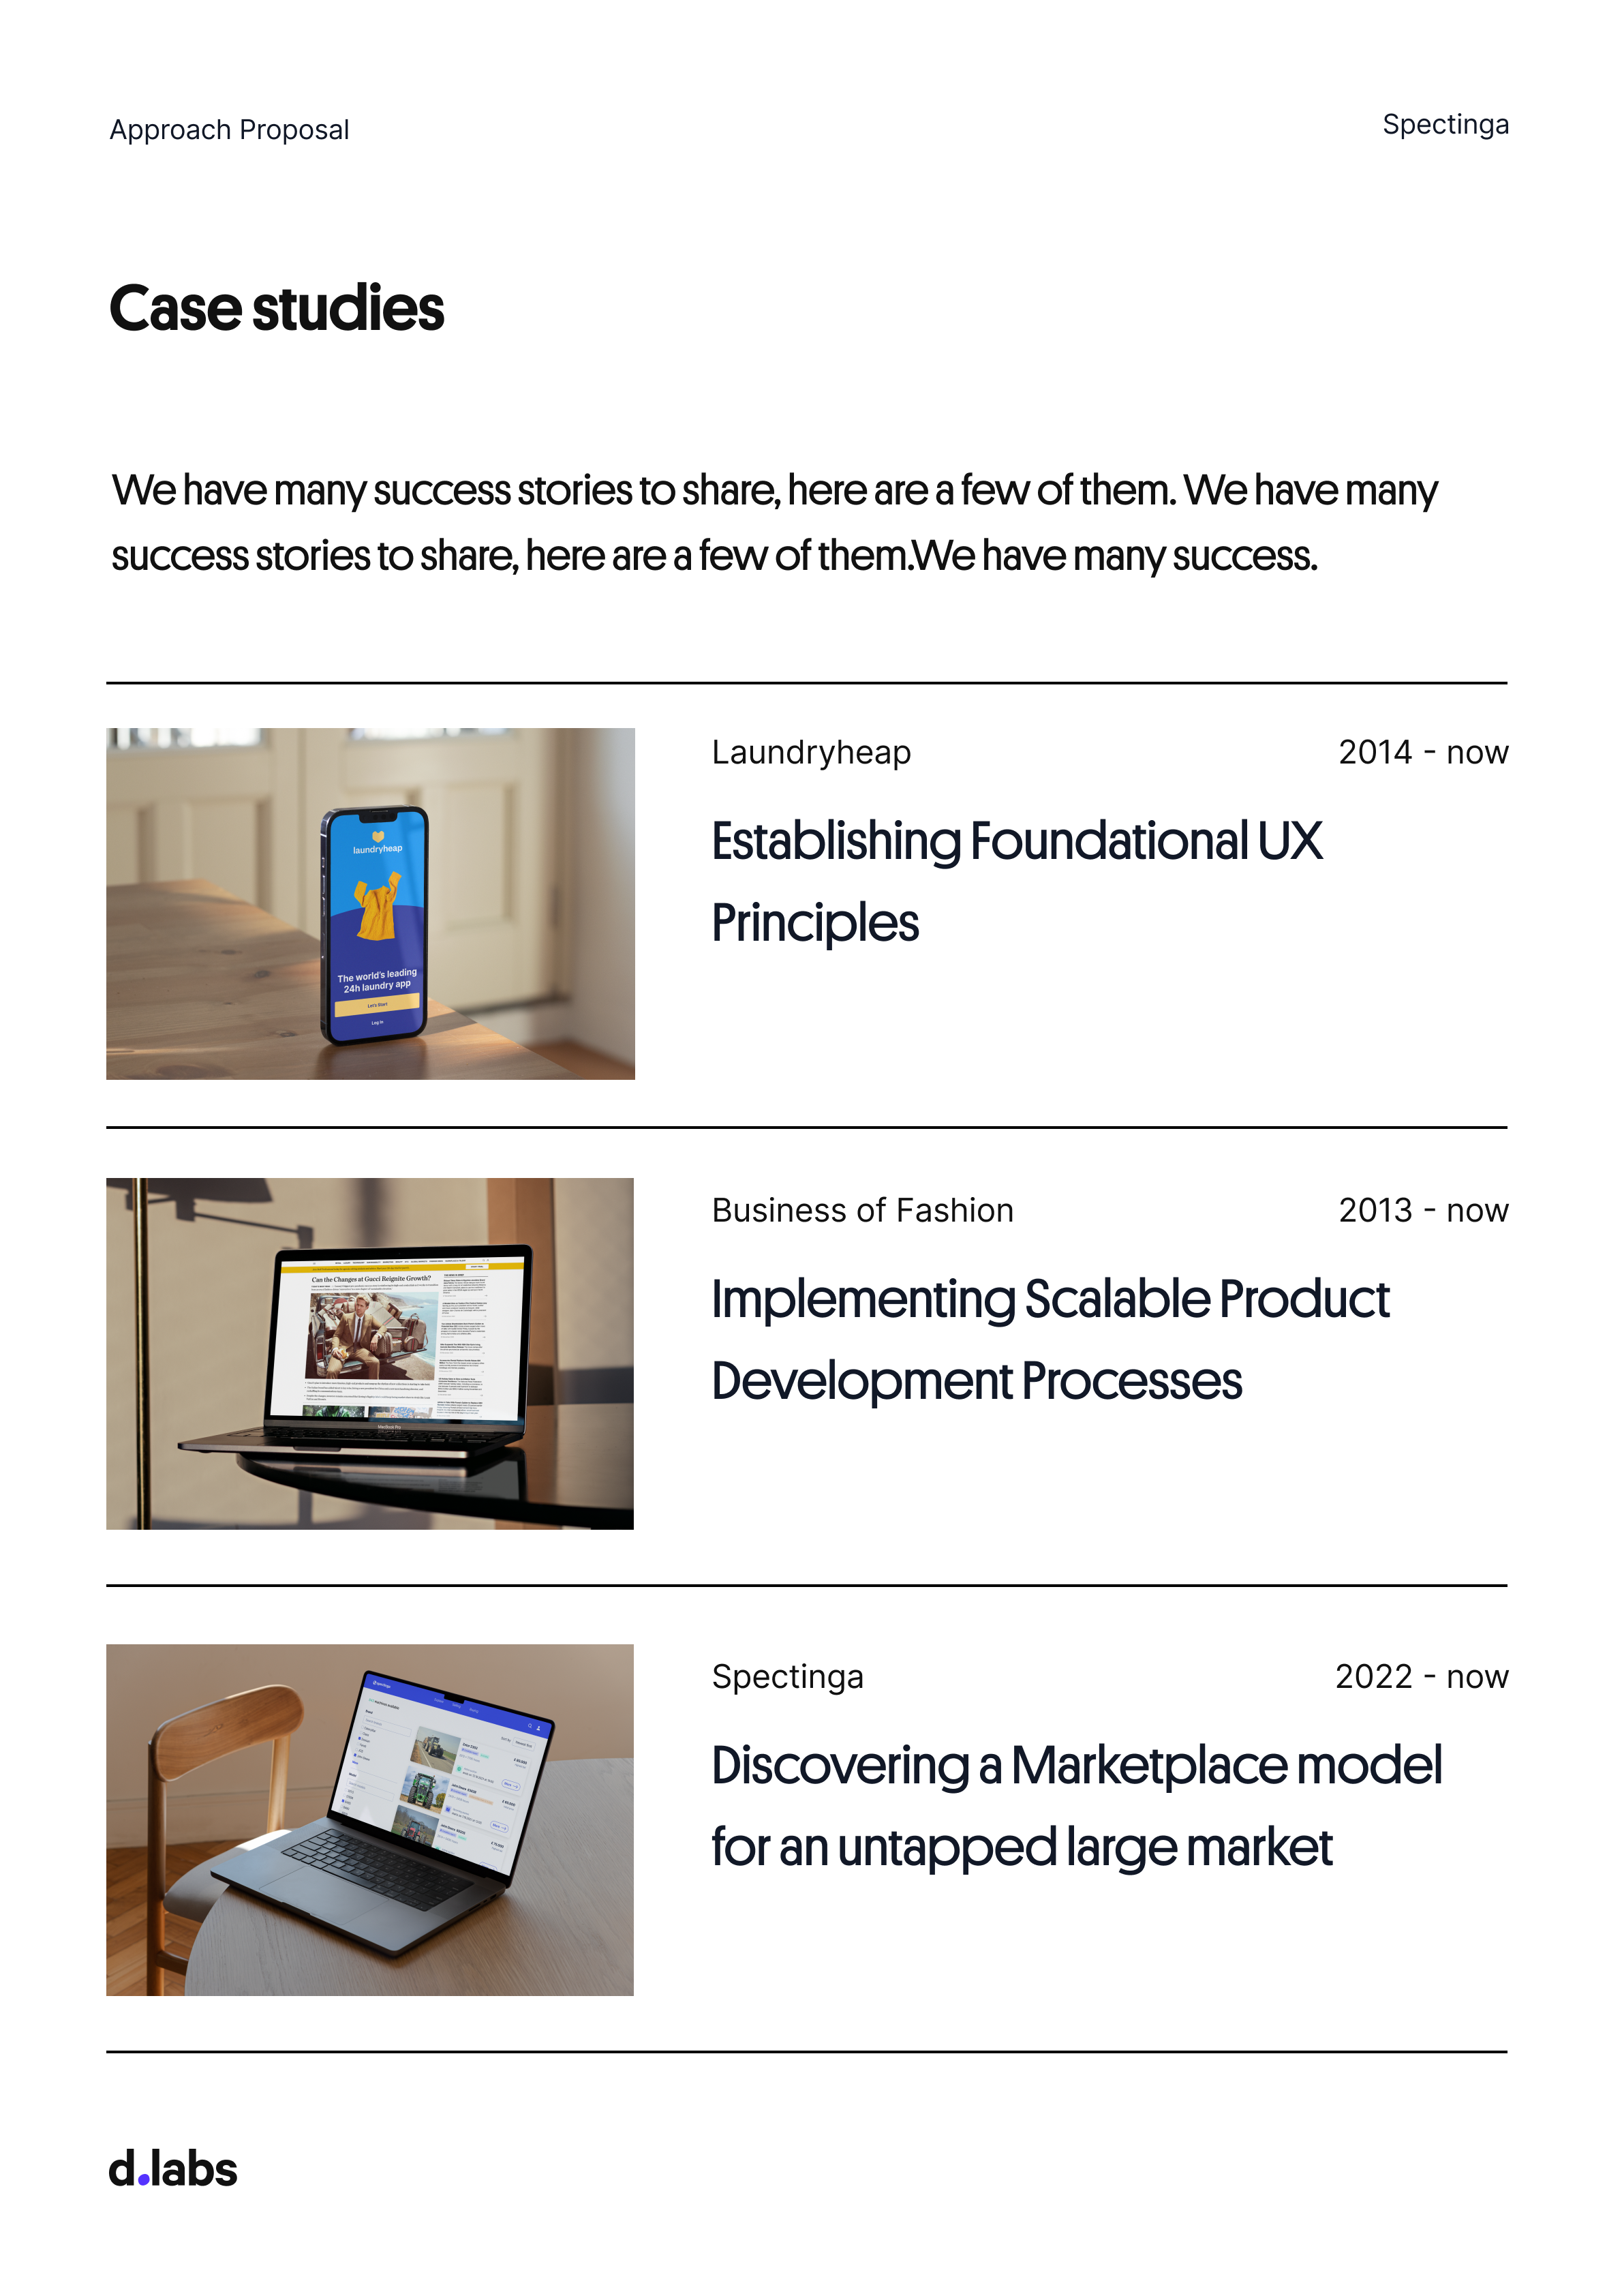 Approach Proposal
Spectinga
Case studies
We have many success stories to share, here are a few of them. We have many
success stories to share, here are a few of them.We have many success.
laundryheap
The world's leading
24h laundry app
Let's Start
Log in
Laundryheap
2014 - now
Establishing Foundational UX
Principles
Can the Changes at Gucci Reignite Growth?
MacBook Pro
Business of Fashion
2013 - now
Implementing Scalable Product
Development Processes
Spectinga
2022 - now
Discovering a Marketplace model
for an untapped large market
d.labs